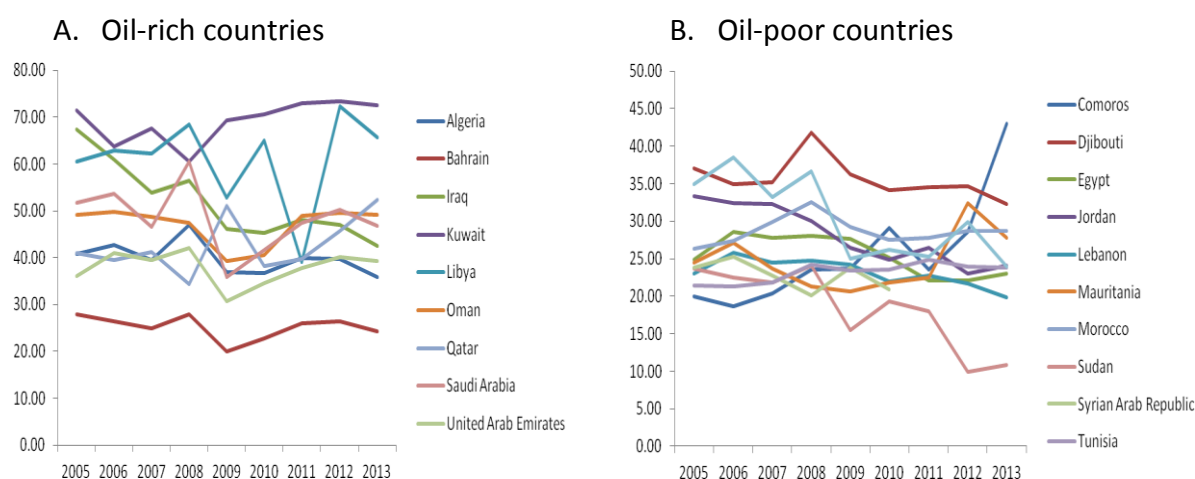 A. Oil-rich countries
80.00
70.00
60.00
50.00
40.00
30.00
20.00
10.00
0.00
2005 2006 2007 2008 2009 2010 2011 2012 2013
Algeria
Bahrain
Iraq
Kuwait
Libya
Oman
Qatar
Saudi Arabia
United Arab Emirates
B. Oil-poor countries
50.00
45.00
40.00
35.00
30.00
25.00
20.00
15.00
10.00
5.00
0.00
2005 2006 2007 2008 2009 2010 2011 2012 2013
Comoros
Djibouti
Egypt
Jordan
Lebanon
Mauritania
Morocco
Sudan
Syrian Arab Republic
Tunisia